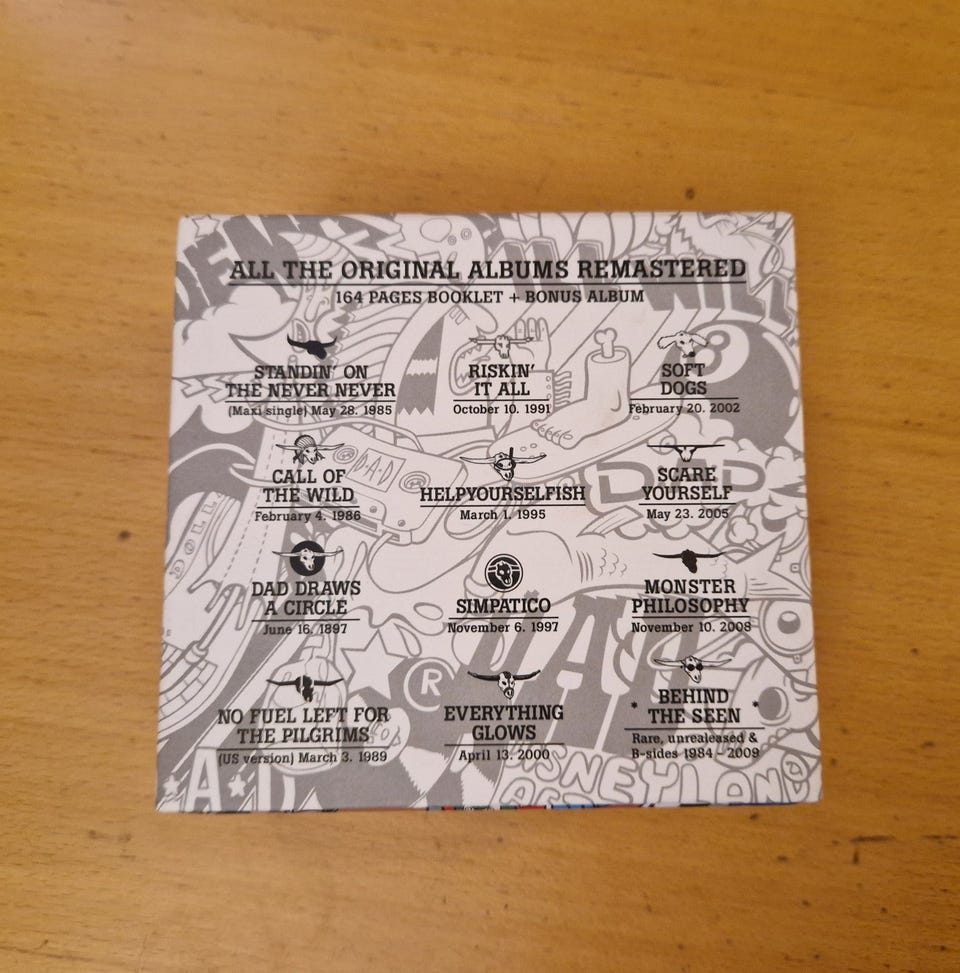 ALL THE ORIGINAL ALBUMS REMASTERED
164 PAGES BOOKLET + BONUS ALBUM
STANDIN' ON
THE NEVER NEVER
(Maxi single) May 28. 1985
CALL OF
THE WILD
February 4. 1986
DAD DRAWS
A CIRCLE
June 16. 1897
NO FUEL LEFT FOR
THE PILGRIMS
(US version) March 3. 1989
RISKIN'
IT ALL
October 10. 1991
HELPYOURSELFISH
March 1. 1995
SIMPATICO
November 6. 1997
EVERYTHING
GLOWS
April 13. 2000
SOFT
DOGS
February 20. 2002
SCARE
YOURSELF
May 23. 2005
MONSTER
PHILOSOPHY
November 10. 2008
* BEHIND *
THE SEEN
Rare, unrealeased &
B-sides 1984 - 2009
D-A-D
D A D
8
®